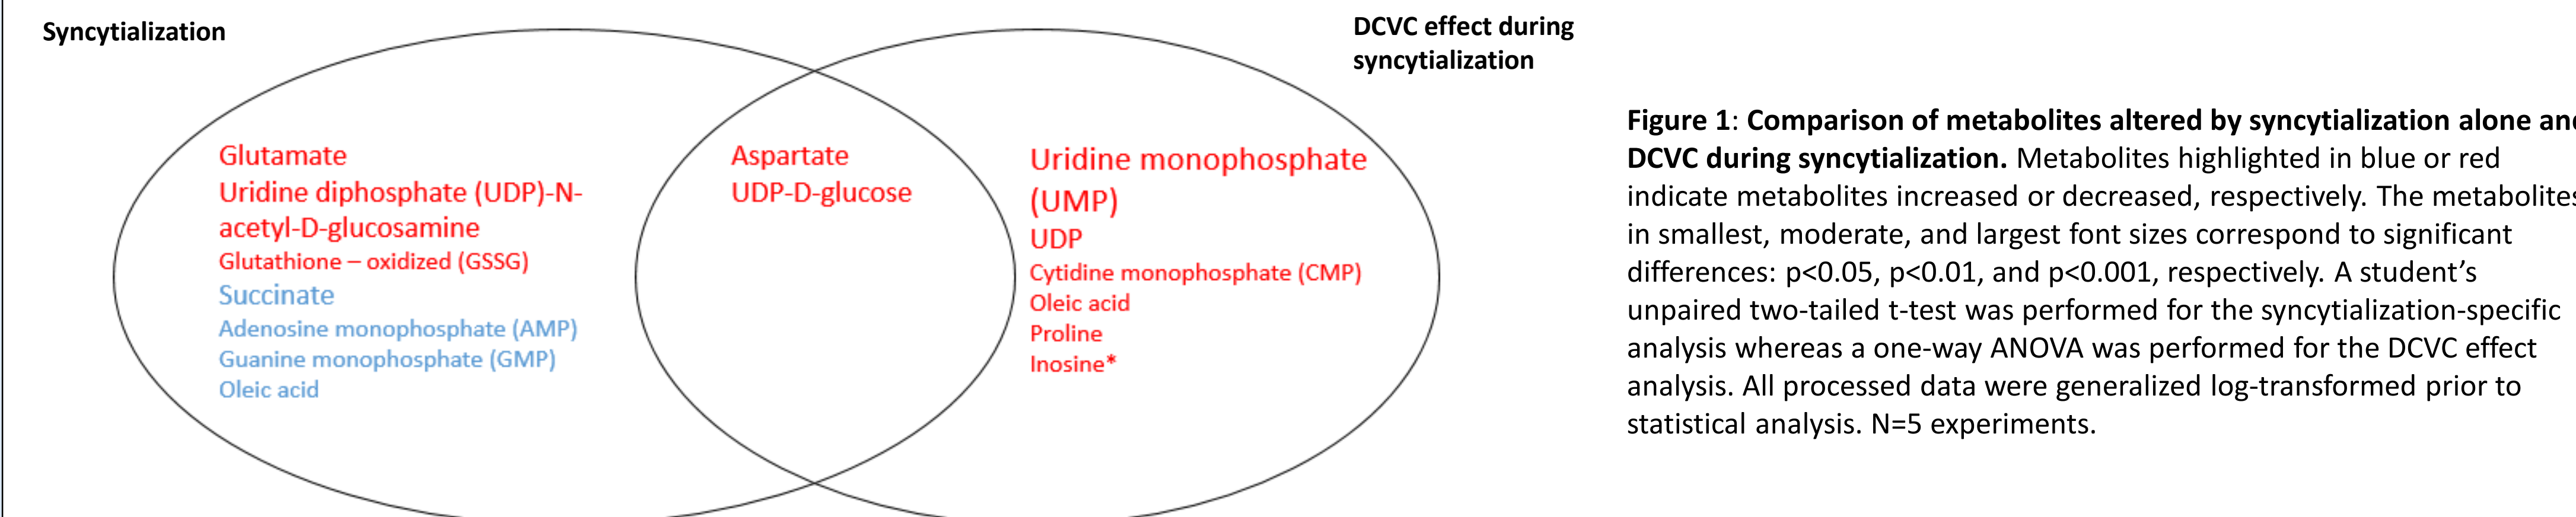 Syncytialization
DCVC effect during
syncytialization
Glutamate
Uridine diphosphate (UDP)-N-
acetyl-D-glucosamine
Glutathione – oxidized (GSSG)
Succinate
Adenosine monophosphate (AMP)
Guanine monophosphate (GMP)
Oleic acid
Aspartate
UDP-D-glucose
Uridine monophosphate
(UMP)
UDP
Cytidine monophosphate (CMP)
Oleic acid
Proline
Inosine*
Figure 1: Comparison of metabolites altered by syncytialization alone and
DCVC during syncytialization. Metabolites highlighted in blue or red
indicate metabolites increased or decreased, respectively. The metabolites
in smallest, moderate, and largest font sizes correspond to significant
differences: p<0.05, p<0.01, and p<0.001, respectively. A student’s
unpaired two-tailed t-test was performed for the syncytialization-specific
analysis whereas a one-way ANOVA was performed for the DCVC effect
analysis. All processed data were generalized log-transformed prior to
statistical analysis. N=5 experiments.